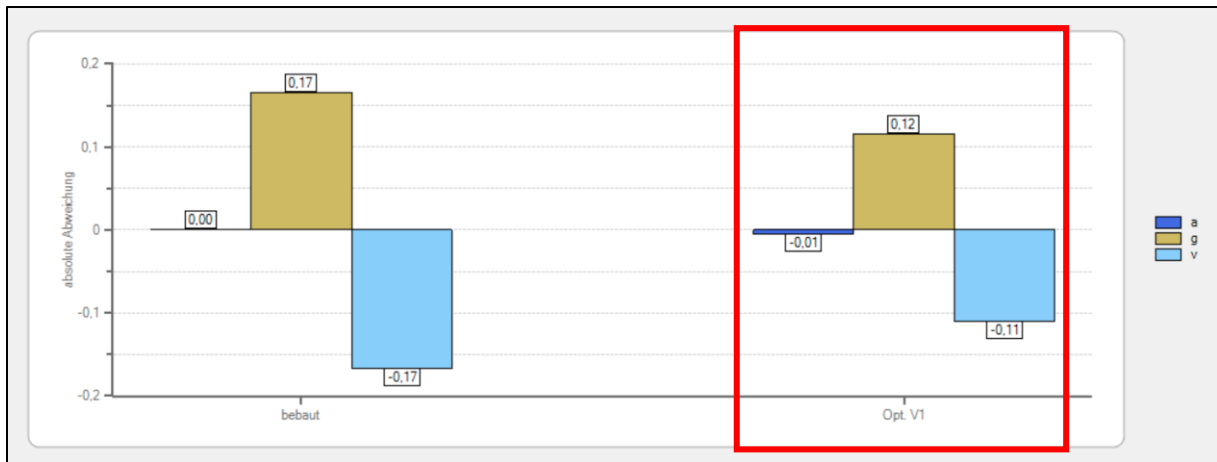 absolute Abweichung
0,2
0,1
0
-0,1
-0,2
0,00
0,17
-0,17
-0,01
0,12
-0,11
bebaut
Opt. V1
a
g
v